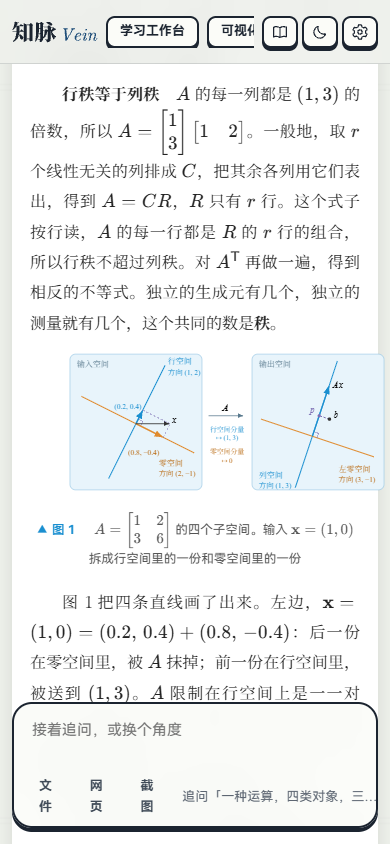 知脉 Vein 学习工作台 可视
行秩等于列秩 A 的每一列都是 (1, 3) 的
倍数，所以 A = [1 3] [1 2]。一般地，取 r
个线性无关的列排成 C，把其余各列用它们表
出，得到 A = CR，R 只有 r 行。这个式子
按行读，A 的每一行都是 R 的 r 行的组合，
所以行秩不超过列秩。对 Aᵀ 再做一遍，得到
相反的不等式。独立的生成元有几个，独立的
测量就有几个，这个共同的数是秩。
输入空间
行空间
方向 (1, 2)
(0.2, 0.4)
x
(0.8, −0.4)
零空间
方向 (2, −1)
A
行空间分量
↔ (1, 3)
零空间分量
↦ 0
输出空间
Ax
p
b
左零空间
方向 (3, −1)
列空间
方向 (1, 3)
▲ 图 1 A = [1 2 3 6] 的四个子空间。输入 x = (1, 0)
拆成行空间里的一份和零空间里的一份
图 1 把四条直线画了出来。左边，x =
(1, 0) = (0.2, 0.4) + (0.8, −0.4)：后一份
在零空间里，被 A 抹掉；前一份在行空间里，
被送到 (1, 3)。A 限制在行空间上是一一对
接着追问，或换个角度
文件 网页 截图 追问「一种运算，四类对象，三…